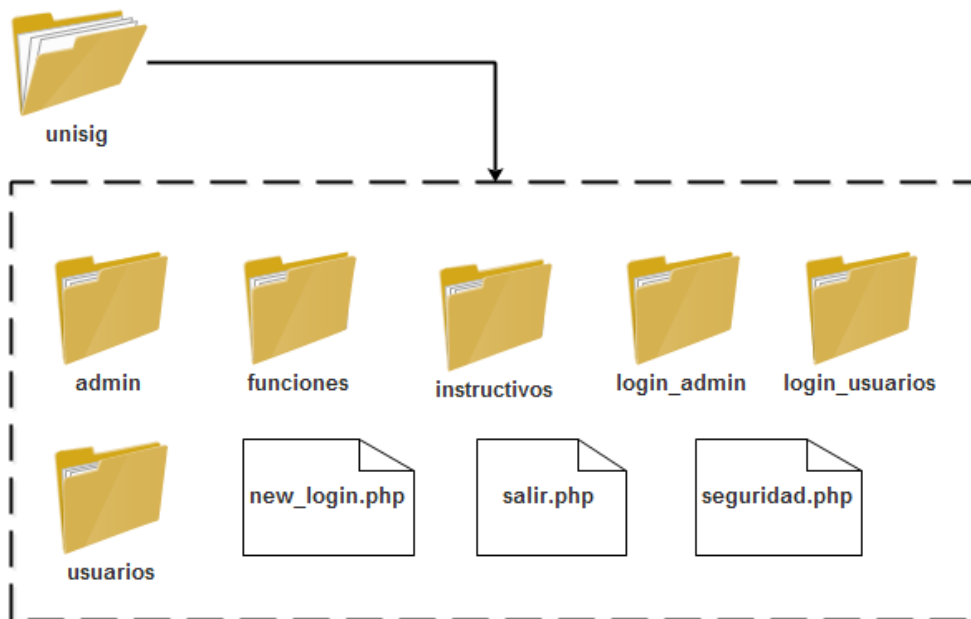 unisig
admin
funciones
instructivos
login_admin
login_usuarios
usuarios
new_login.php
salir.php
seguridad.php